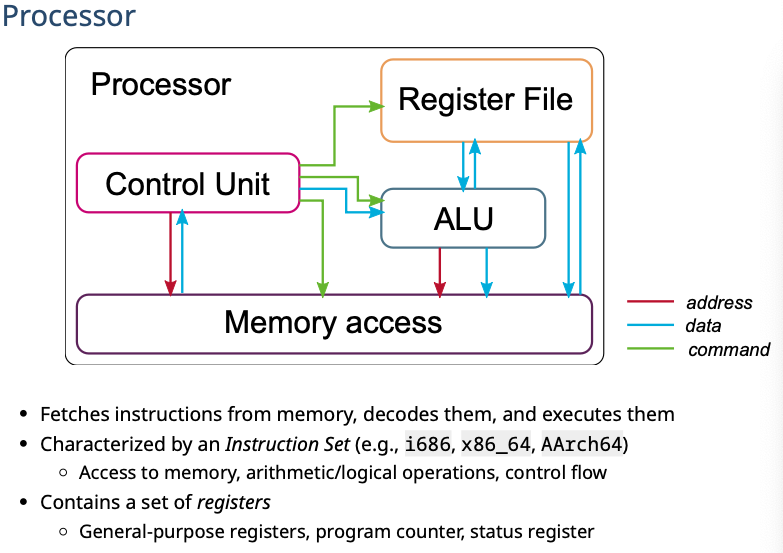 Processor
Processor
Register File
Control Unit
ALU
Memory access
address
data
command
• Fetches instructions from memory, decodes them, and executes them
• Characterized by an Instruction Set (e.g., i686, x86_64, AArch64)
◦ Access to memory, arithmetic/logical operations, control flow
• Contains a set of registers
◦ General-purpose registers, program counter, status register